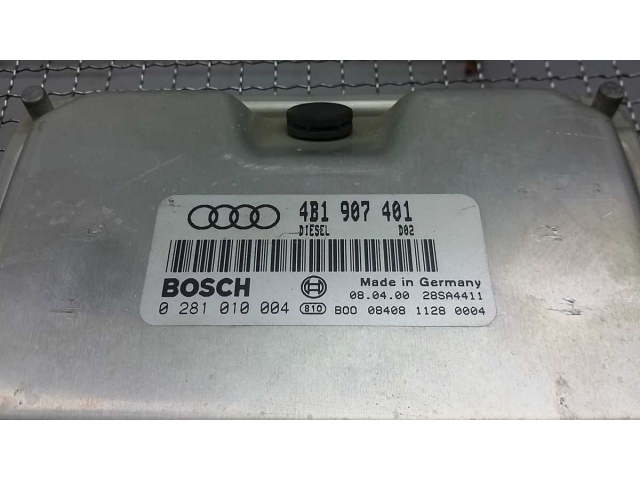 4B1 907 401
DIESEL D02
BOSCH Made in Germany
08.04.00 28SA4411
0 281 010 004 810 B00 08408 1128 0004